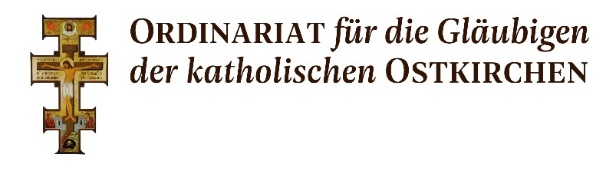 ORDINARIAT für die Gläubigen
der katholischen OSTKIRCHEN